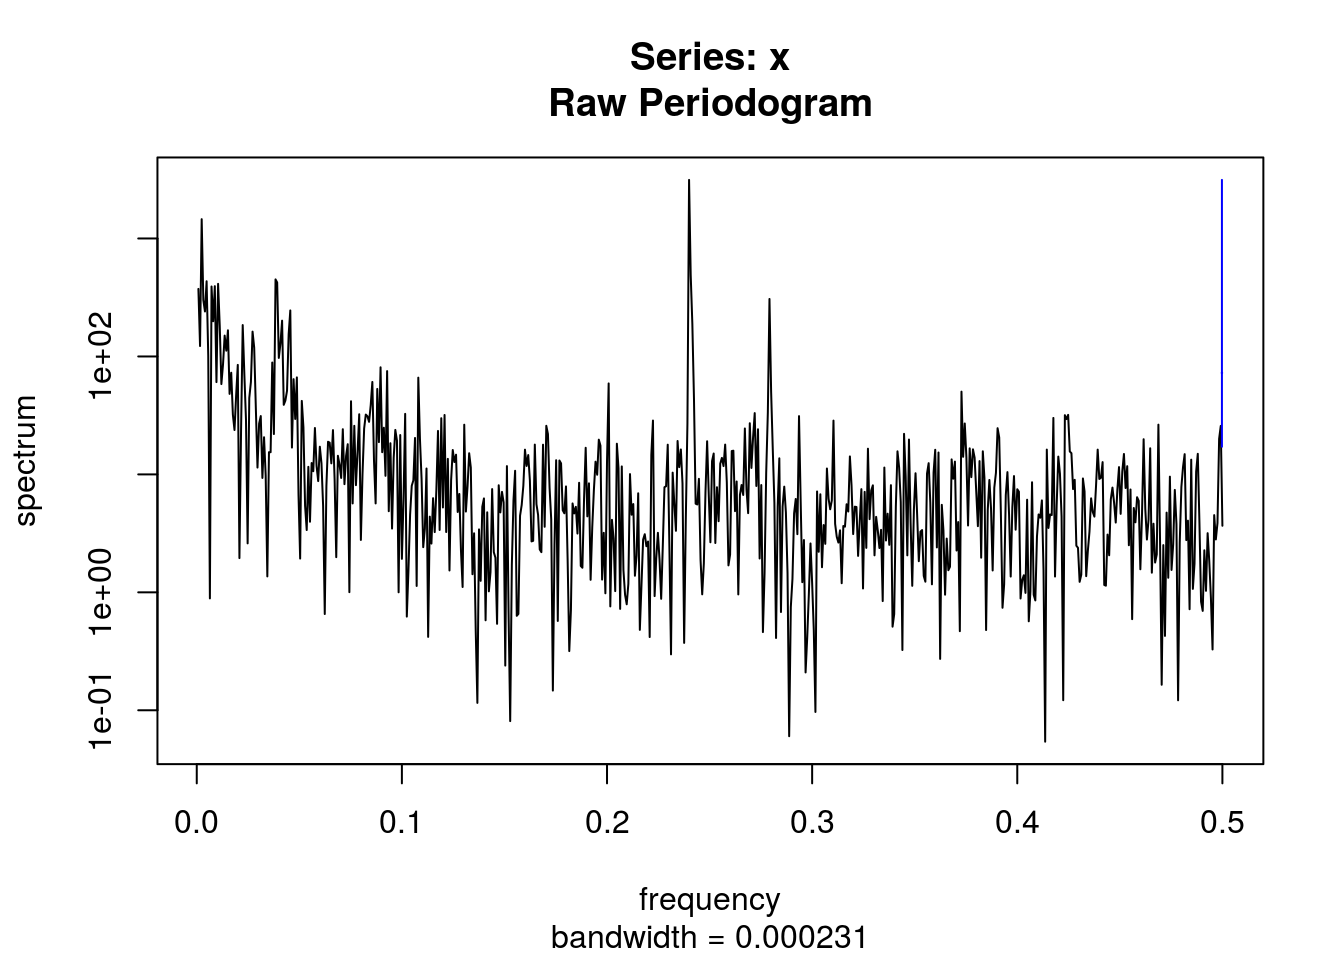 Series: x
Raw Periodogram
spectrum
1e+02
1e+00
1e-01
0.0 0.1 0.2 0.3 0.4 0.5
frequency
bandwidth = 0.000231